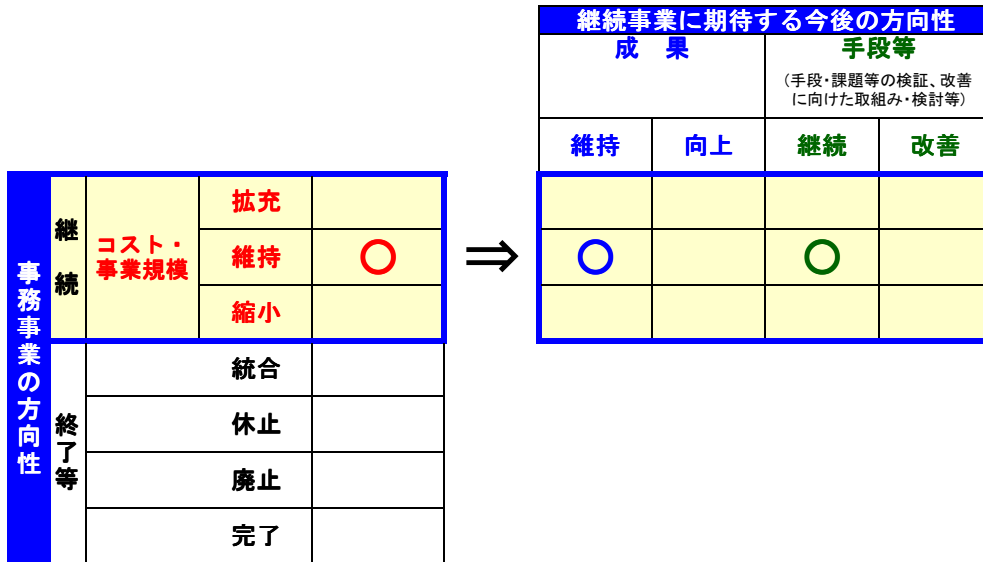 継続事業に期待する今後の方向性
成 果
手段等
(手段・課題等の検証、改善
に向けた取組み・検討等)
維持
向上
継続
改善
事務事業の方向性
継続
コスト・
事業規模
拡充
維持
○
⇒
○
○
縮小
終了等
統合
休止
廃止
完了